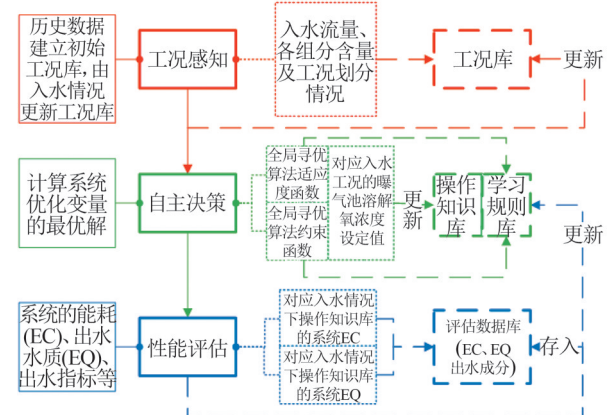 历史数据
建立初始
工况库,由
入水情况
更新工况库
工况感知
入水流量、
各组分含量
及工况划分
情况
工况库
更新
计算系统
优化变量
的最优解
自主决策
全局寻优
算法适应
度函数
全局寻优
算法约束
函数
对应入水
工况的曝
气池溶解
氧浓度
设定值
更
新
操作
知识
库
学习
规则
库
更新
系统的能耗
(EC)、出水
水质(EQ)、
出水指标等
性能评估
对应入水情况
下操作知识库
的系统EC
对应入水情况
下操作知识库
的系统EQ
评估数据库
(EC、EQ
出水成分)
存入